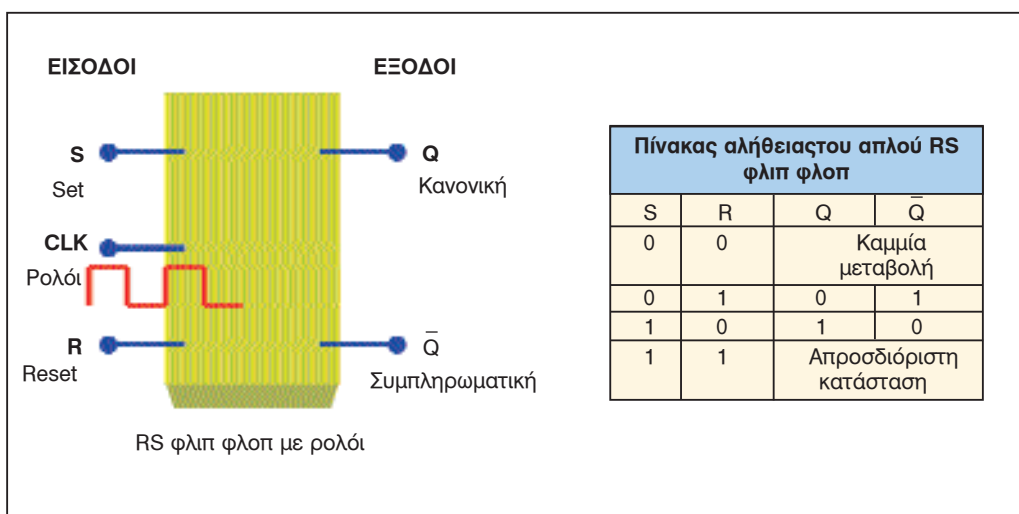 ΕΙΣΟΔΟΙ ΕΞΟΔΟΙ
S Q
Set Κανονική
CLK
Ρολόι
R Q̅
Reset Συμπληρωματική
RS φλιπ φλοπ με ρολόι
Πίνακας αλήθειαςτου απλού RS
φλιπ φλοπ
S R Q Q̅
0 0 Καμμία
μεταβολή
0 1 0 1
1 0 1 0
1 1 Απροσδιόριστη
κατάσταση